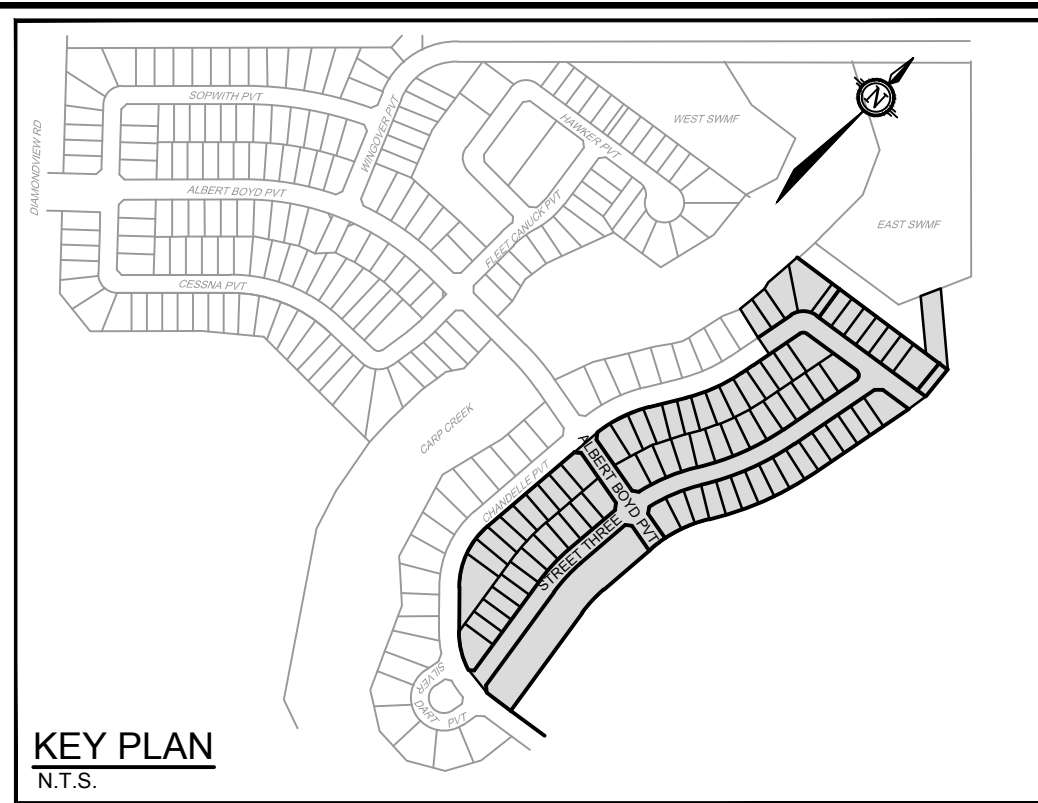 SOPWITH PVT
WINGOVER PVT
HAWKER PVT
WEST SWMF
N
DIAMONDVIEW RD
ALBERT BOYD PVT
FLEET CANUCK PVT
EAST SWMF
CESSNA PVT
CARP CREEK
CHANDELLE PVT
ALBERT BOYD PVT
STREET THREE
SILVER
DART PVT
KEY PLAN
N.T.S.